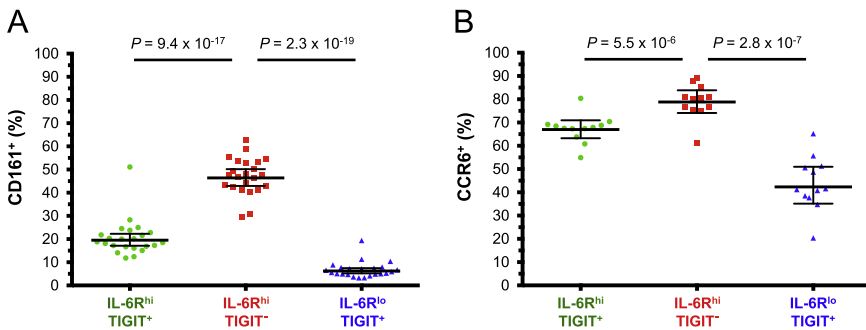 A
P = 9.4 x 10-17
P = 2.3 x 10-19
CD161+ (%)
100
90
80
70
60
50
40
30
20
10
0
IL-6Rhi
TIGIT+
IL-6Rhi
TIGIT-
IL-6Rlo
TIGIT+
B
P = 5.5 x 10-6
P = 2.8 x 10-7
CCR6+ (%)
100
90
80
70
60
50
40
30
20
10
0
IL-6Rhi
TIGIT+
IL-6Rhi
TIGIT-
IL-6Rlo
TIGIT+